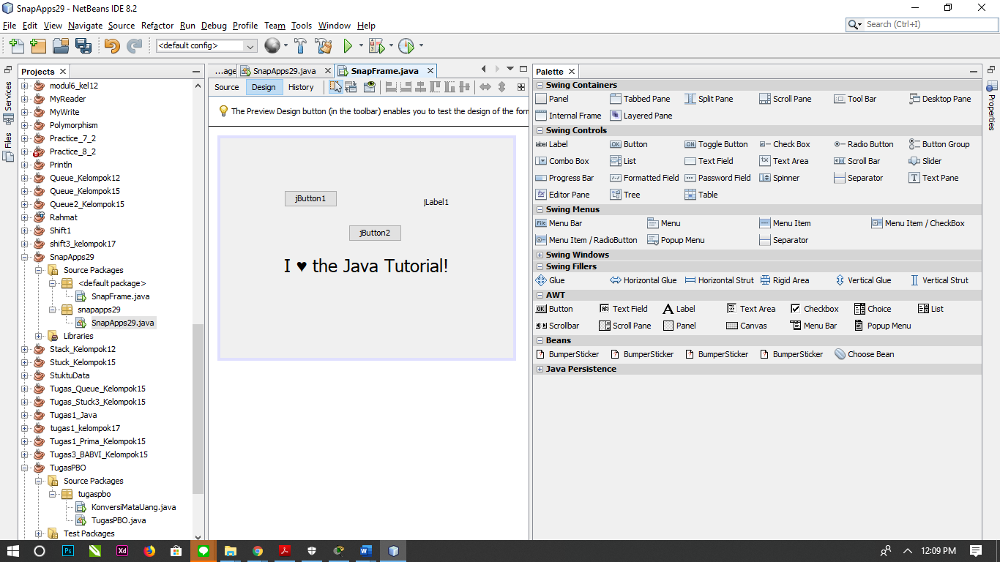 SnapApps29 - NetBeans IDE 8.2
File Edit View Navigate Source Refactor Run Debug Profile Team Tools Window Help
Search (Ctrl+I)
<default config>
Services
Files
Projects
modul6_kel12
MyReader
MyWrite
Polymorphism
Practice_7_2
Practice_8_2
Println
Queue_Kelompok12
Queue_Kelompok15
Queue2_Kelompok15
Rahmat
Shift1
shift3_kelompok17
SnapApps29
Source Packages
<default package>
SnapFrame.java
snapapps29
SnapApps29.java
Libraries
Stack_Kelompok12
Stuck_Kelompok15
StuktuData
Tugas_Queue_Kelompok15
Tugas_Stuck3_Kelompok15
Tugas1_Java
tugas1_kelompok17
Tugas1_Prima_Kelompok15
Tugas3_BABVI_Kelompok15
TugasPBO
Source Packages
tugaspbo
KonversiMataUang.java
TugasPBO.java
Test Packages
...age SnapApps29.java SnapFrame.java
Source Design History
The Preview Design button (in the toolbar) enables you to test the design of the form
jButton1
jLabel1
jButton2
I ♥ the Java Tutorial!
Palette
Swing Containers
Panel Tabbed Pane Split Pane Scroll Pane Tool Bar Desktop Pane
Internal Frame Layered Pane
Swing Controls
Label Button Toggle Button Check Box Radio Button Button Group
Combo Box List Text Field Text Area Scroll Bar Slider
Progress Bar Formatted Field Password Field Spinner Separator Text Pane
Editor Pane Tree Table
Swing Menus
Menu Bar Menu Menu Item Menu Item / CheckBox
Menu Item / RadioButton Popup Menu Separator
Swing Windows
Swing Fillers
Glue Horizontal Glue Horizontal Strut Rigid Area Vertical Glue Vertical Strut
AWT
Button Text Field Label Text Area Checkbox Choice List
Scrollbar Scroll Pane Panel Canvas Menu Bar Popup Menu
Beans
BumperSticker BumperSticker BumperSticker BumperSticker Choose Bean
Java Persistence
Properties
Ps Xd
12:09 PM